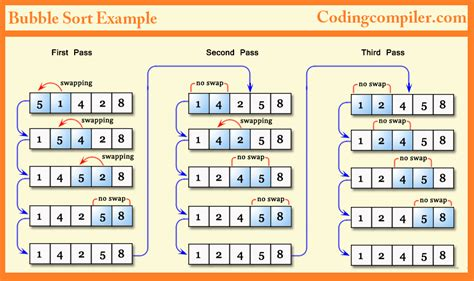 Bubble Sort Example
Codingcompiler.com
First Pass
swapping
5 1 4 2 8
swapping
1 5 4 2 8
swapping
1 4 5 2 8
no swap
1 4 2 5 8
1 4 2 5 8
Second Pass
no swap
1 4 2 5 8
swapping
1 4 2 5 8
no swap
1 2 4 5 8
no swap
1 2 4 5 8
1 2 4 5 8
Third Pass
no swap
1 2 4 5 8
no swap
1 2 4 5 8
no swap
1 2 4 5 8
no swap
1 2 4 5 8
1 2 4 5 8